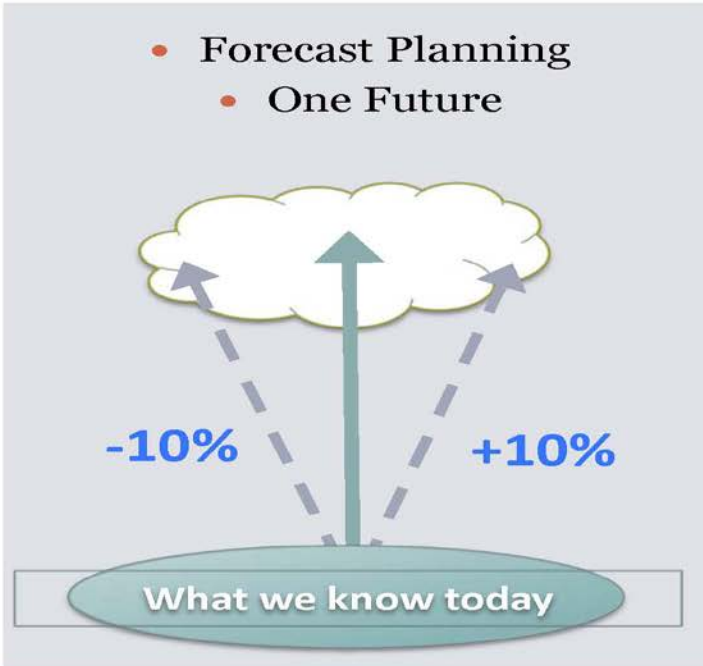 • Forecast Planning
• One Future
-10%
+10%
What we know today